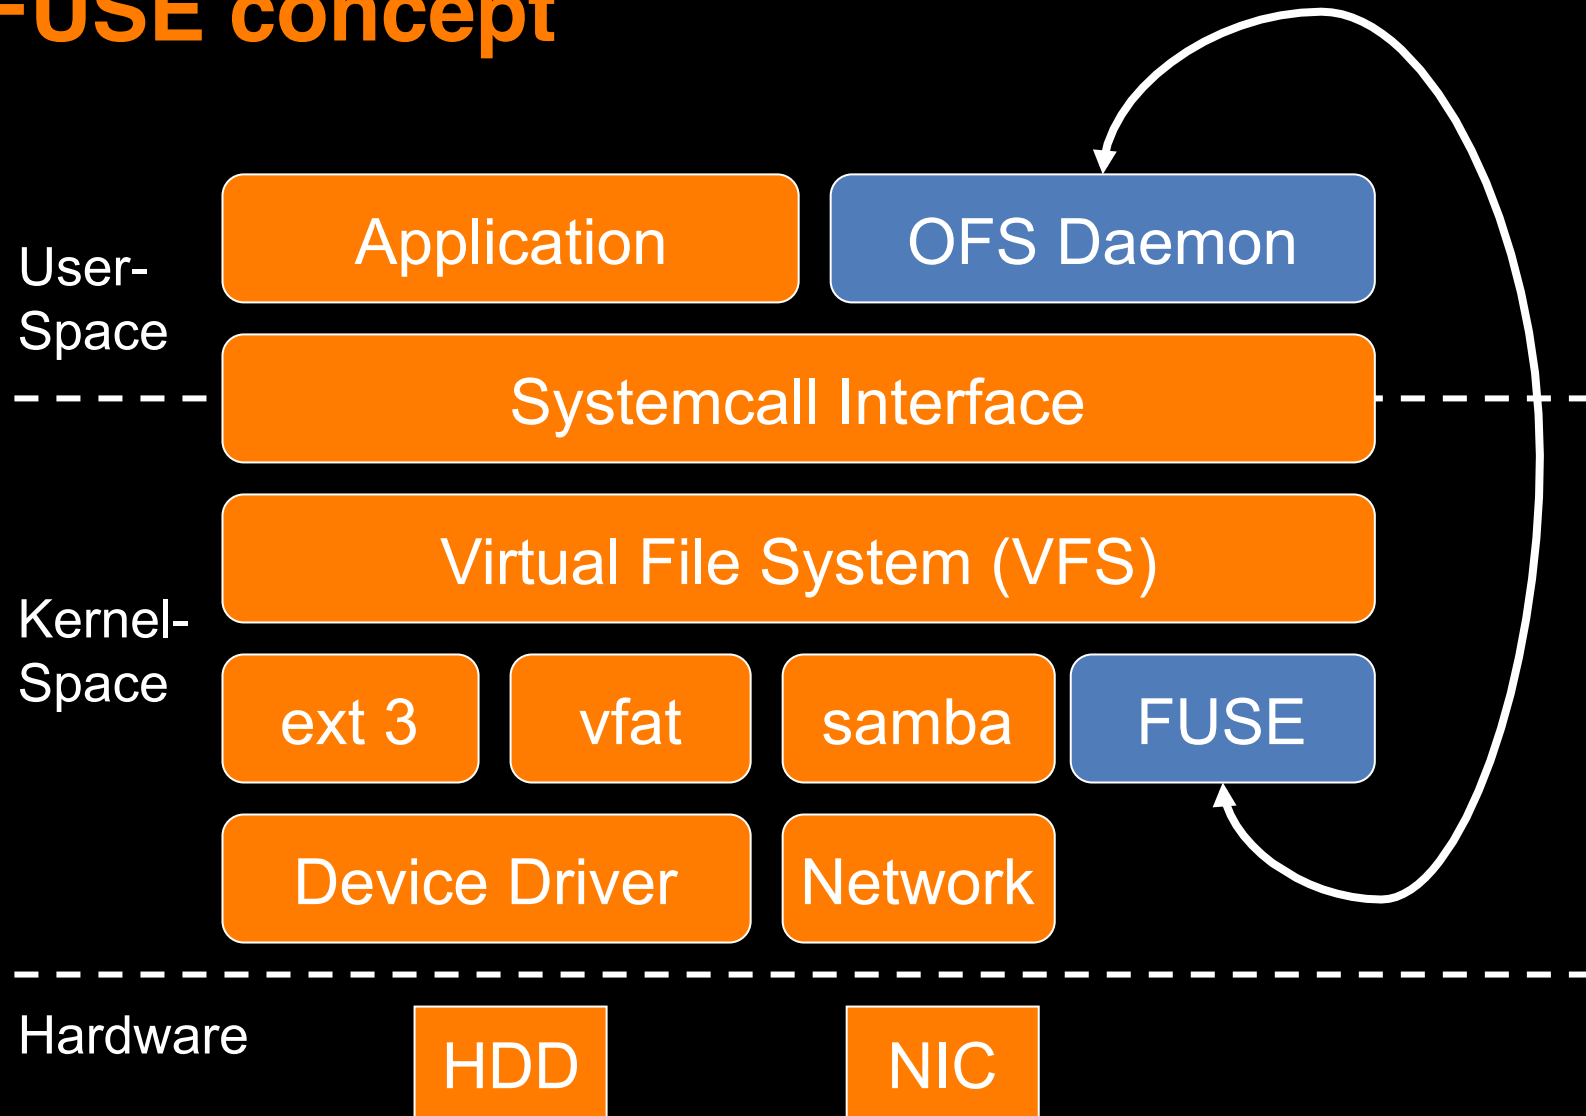 FUSE concept
Application
OFS Daemon
User-
Space
Systemcall Interface
Virtual File System (VFS)
Kernel-
Space
ext 3
vfat
samba
FUSE
Device Driver
Network
Hardware
HDD
NIC